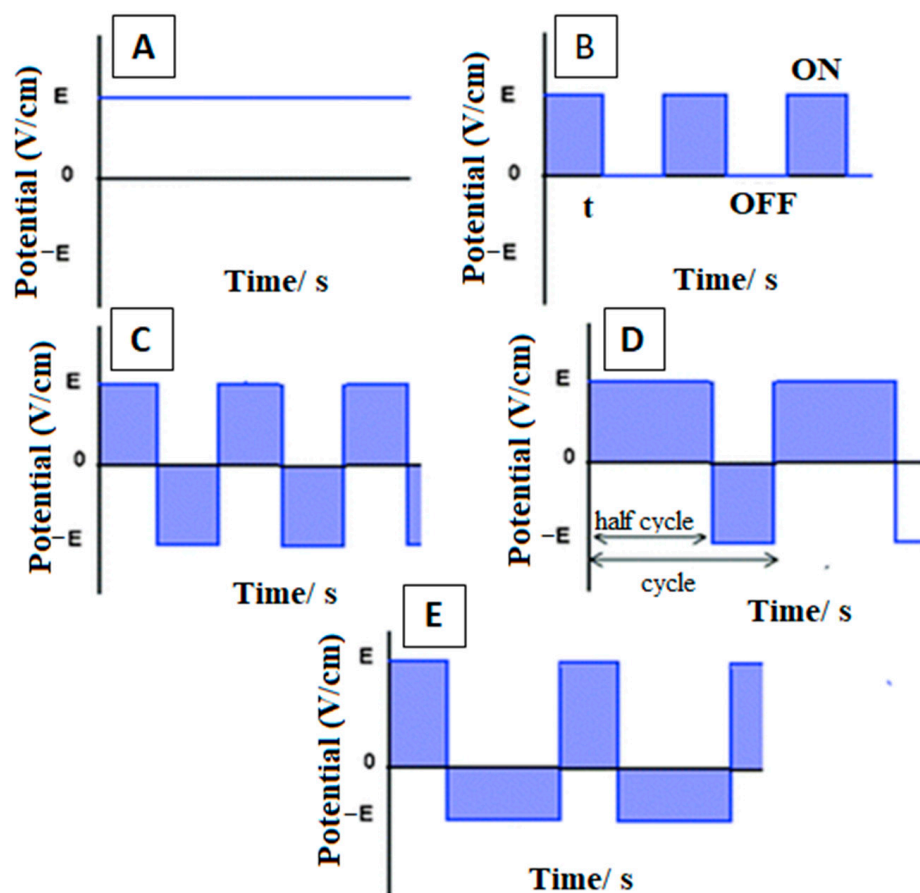 A
Potential (V/cm)
E
0
−E
Time/ s
B
Potential (V/cm)
E
0
−E
ON
t
OFF
Time/ s
C
Potential (V/cm)
E
0
−E
Time/ s
D
Potential (V/cm)
E
0
−E
half cycle
cycle
Time/ s
E
Potential (V/cm)
E
0
−E
Time/ s